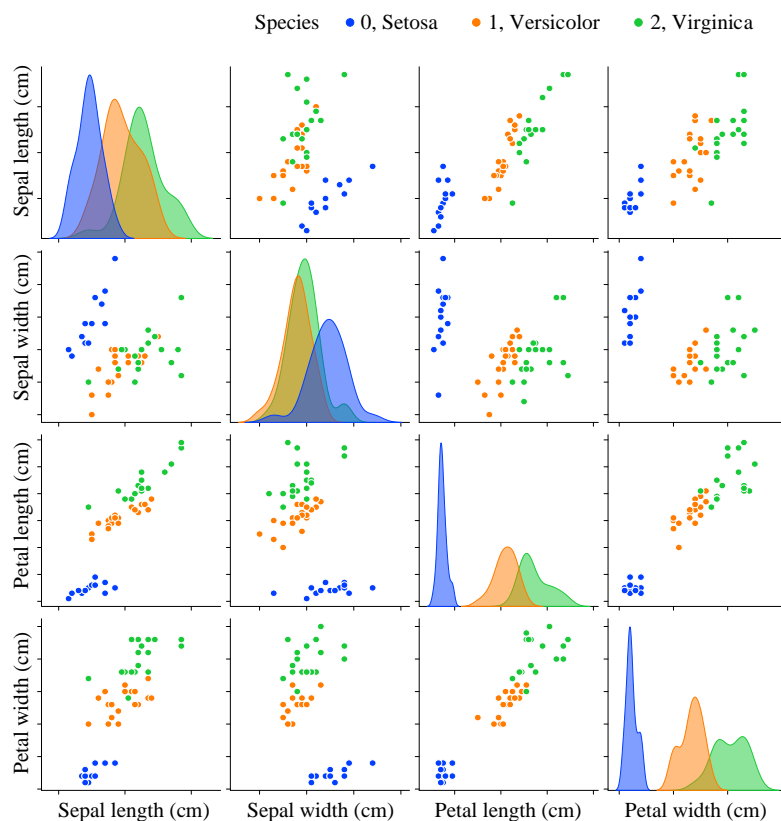 Species 0, Setosa 1, Versicolor 2, Virginica
Sepal length (cm)
Sepal width (cm)
Petal length (cm)
Petal width (cm)
Sepal length (cm) Sepal width (cm) Petal length (cm) Petal width (cm)